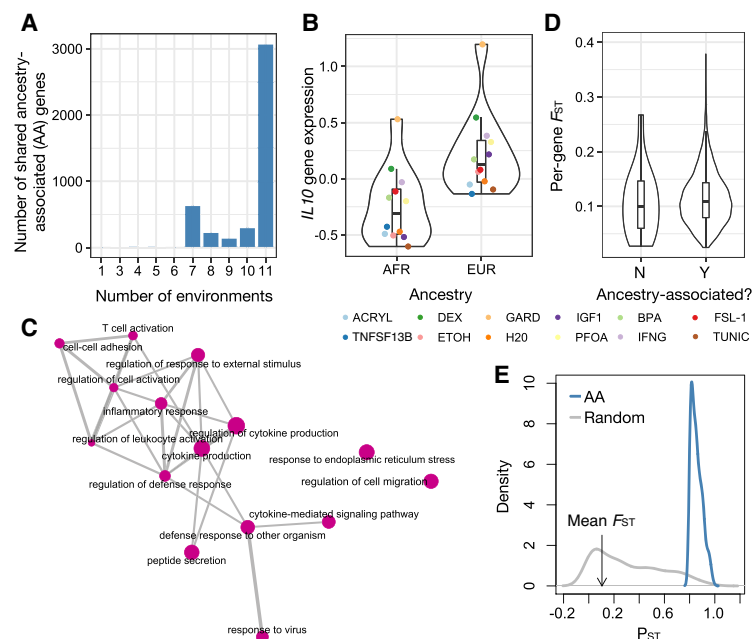 A
B
D
3000
2000
1000
0
Number of shared ancestry-
associated (AA) genes
1 3 4 5 6 7 8 9 10 11
Number of environments
1.0
0.5
0.0
-0.5
IL10 gene expression
AFR EUR
Ancestry
0.4
0.3
0.2
0.1
Per-gene FST
N Y
Ancestry-associated?
ACRYL DEX GARD IGF1 BPA FSL-1
TNFSF13B ETOH H20 PFOA IFNG TUNIC
C
T cell activation
cell-cell adhesion
regulation of response to external stimulus
regulation of cell activation
inflammatory response
regulation of cytokine production
regulation of leukocyte activation
cytokine production
response to endoplasmic reticulum stress
regulation of cell migration
regulation of defense response
cytokine-mediated signaling pathway
defense response to other organism
peptide secretion
response to virus
E
AA
Random
10
8
6
4
2
0
Density
Mean FST
-0.2 0.2 0.6 1.0
PST